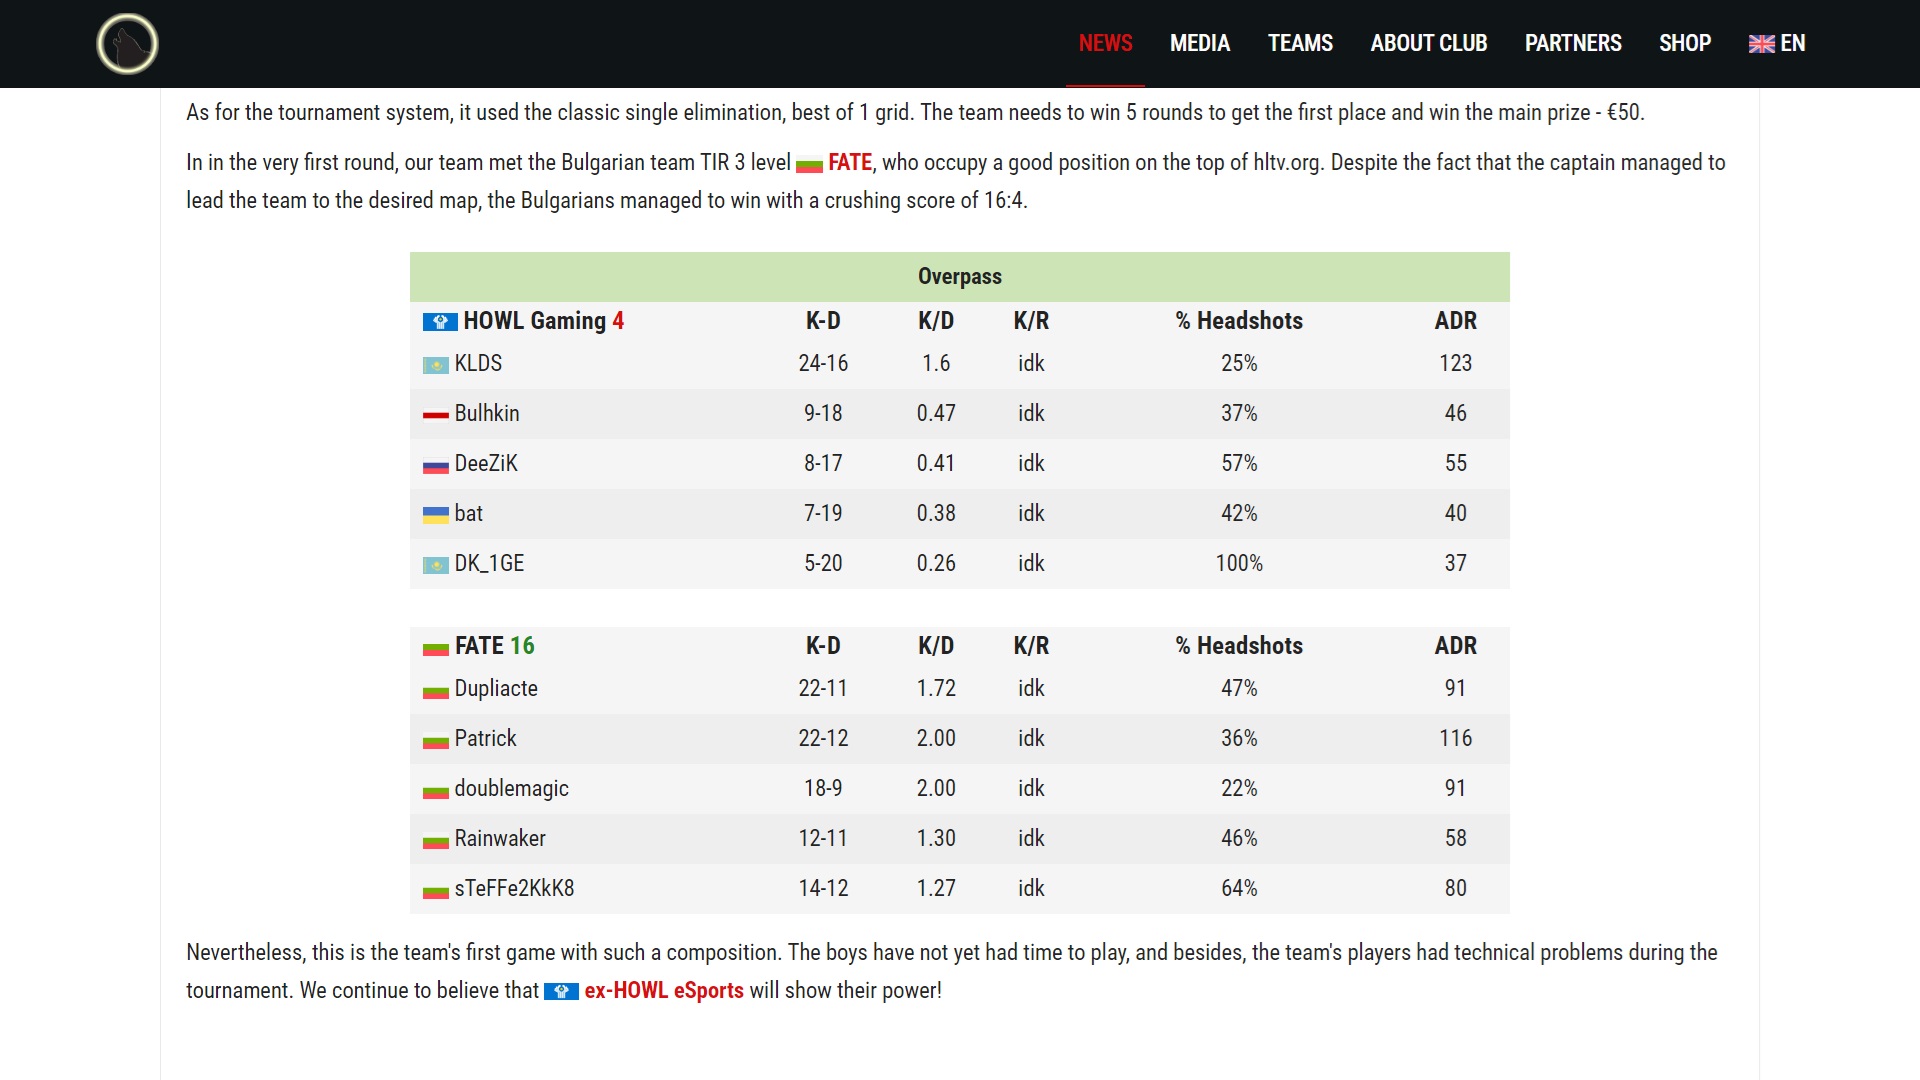 NEWS MEDIA TEAMS ABOUT CLUB PARTNERS SHOP EN
As for the tournament system, it used the classic single elimination, best of 1 grid. The team needs to win 5 rounds to get the first place and win the main prize - €50.
In in the very first round, our team met the Bulgarian team TIR 3 level FATE, who occupy a good position on the top of hltv.org. Despite the fact that the captain managed to
lead the team to the desired map, the Bulgarians managed to win with a crushing score of 16:4.
Overpass
HOWL Gaming 4 K-D K/D K/R % Headshots ADR
KLDS 24-16 1.6 idk 25% 123
Bulhkin 9-18 0.47 idk 37% 46
DeeZiK 8-17 0.41 idk 57% 55
bat 7-19 0.38 idk 42% 40
DK_1GE 5-20 0.26 idk 100% 37
FATE 16 K-D K/D K/R % Headshots ADR
Dupliacte 22-11 1.72 idk 47% 91
Patrick 22-12 2.00 idk 36% 116
doublemagic 18-9 2.00 idk 22% 91
Rainwaker 12-11 1.30 idk 46% 58
sTeFFe2KkK8 14-12 1.27 idk 64% 80
Nevertheless, this is the team's first game with such a composition. The boys have not yet had time to play, and besides, the team's players had technical problems during the
tournament. We continue to believe that ex-HOWL eSports will show their power!